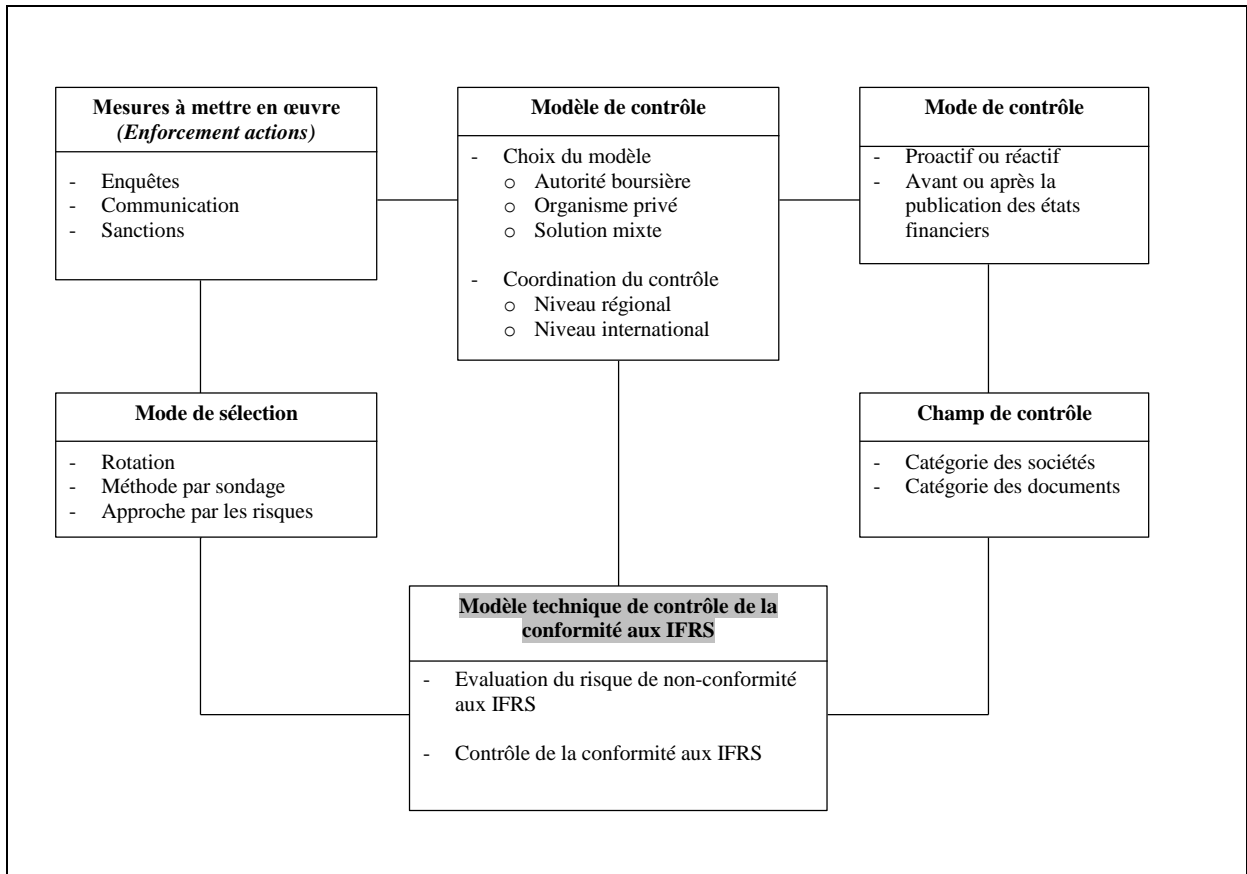 Mesures à mettre en œuvre
(Enforcement actions)
- Enquêtes
- Communication
- Sanctions
Modèle de contrôle
- Choix du modèle
o Autorité boursière
o Organisme privé
o Solution mixte
- Coordination du contrôle
o Niveau régional
o Niveau international
Mode de contrôle
- Proactif ou réactif
- Avant ou après la
publication des états
financiers
Mode de sélection
- Rotation
- Méthode par sondage
- Approche par les risques
Champ de contrôle
- Catégorie des sociétés
- Catégorie des documents
Modèle technique de contrôle de la
conformité aux IFRS
- Evaluation du risque de non-conformité
aux IFRS
- Contrôle de la conformité aux IFRS